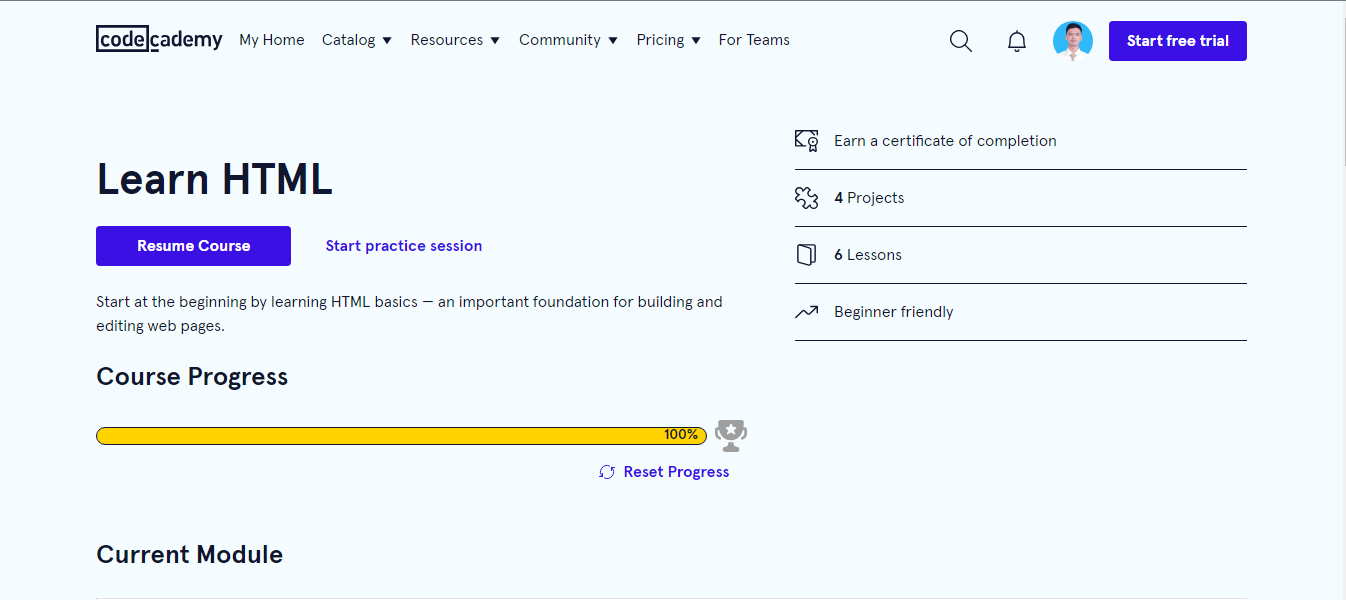 codecademy My Home Catalog Resources Community Pricing For Teams Start free trial
Learn HTML
Resume Course Start practice session
Start at the beginning by learning HTML basics — an important foundation for building and
editing web pages.
Course Progress
100%
Reset Progress
Current Module
Earn a certificate of completion
4 Projects
6 Lessons
Beginner friendly